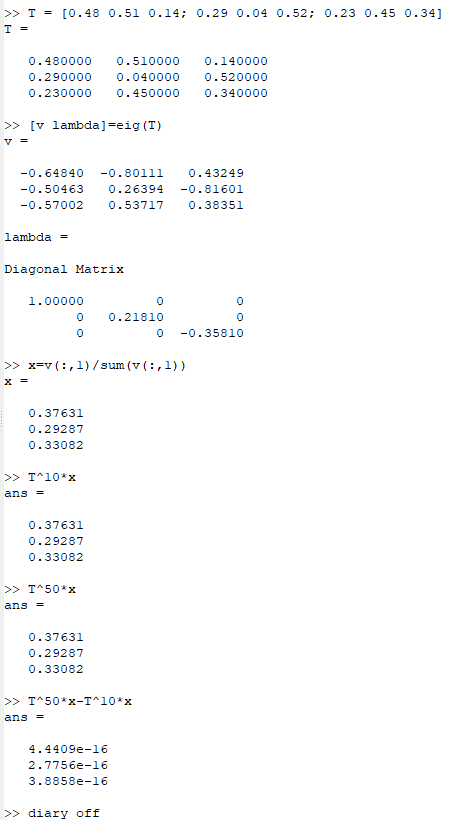 >> T = [0.48 0.51 0.14; 0.29 0.04 0.52; 0.23 0.45 0.34]
T =
0.480000 0.510000 0.140000
0.290000 0.040000 0.520000
0.230000 0.450000 0.340000
>> [v lambda]=eig(T)
v =
-0.64840 -0.80111 0.43249
-0.50463 0.26394 -0.81601
-0.57002 0.53717 0.38351
lambda =
Diagonal Matrix
1.00000 0 0
0 0.21810 0
0 0 -0.35810
>> x=v(:,1)/sum(v(:,1))
x =
0.37631
0.29287
0.33082
>> T^10*x
ans =
0.37631
0.29287
0.33082
>> T^50*x
ans =
0.37631
0.29287
0.33082
>> T^50*x-T^10*x
ans =
4.4409e-16
2.7756e-16
3.8858e-16
>> diary off